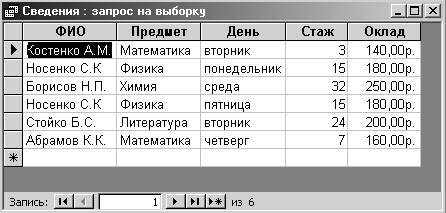 Сведения : запрос на выборку
ФИО Предмет День Стаж Оклад
Костенко А.М. Математика вторник 3 140,00р.
Носенко С.К Физика понедельник 15 180,00р.
Борисов Н.П. Химия среда 32 250,00р.
Носенко С.К Физика пятница 15 180,00р.
Стойко Б.С. Литература вторник 24 200,00р.
Абрамов К.К. Математика четверг 7 160,00р.
Запись: 1 из 6